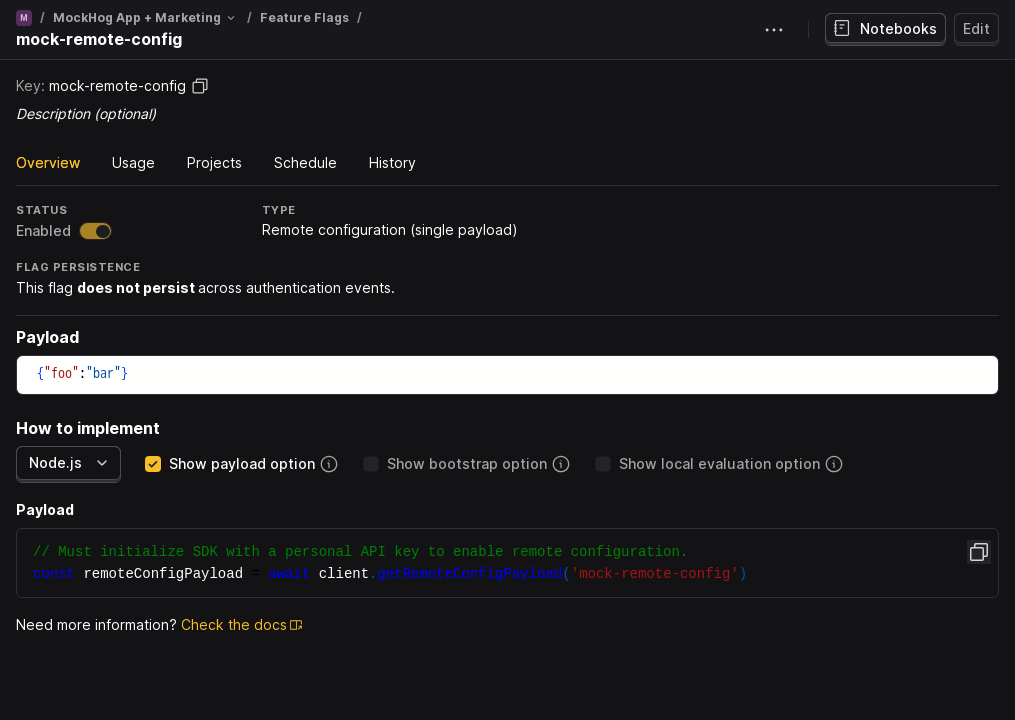 M / MockHog App + Marketing / Feature Flags /
mock-remote-config
Notebooks
Edit
Key: mock-remote-config
Description (optional)
Overview Usage Projects Schedule History
STATUS
Enabled
TYPE
Remote configuration (single payload)
FLAG PERSISTENCE
This flag does not persist across authentication events.
Payload
{"foo":"bar"}
How to implement
Node.js Show payload option Show bootstrap option Show local evaluation option
Payload
// Must initialize SDK with a personal API key to enable remote configuration.
const remoteConfigPayload = await client.getRemoteConfigPayload('mock-remote-config')
Need more information? Check the docs